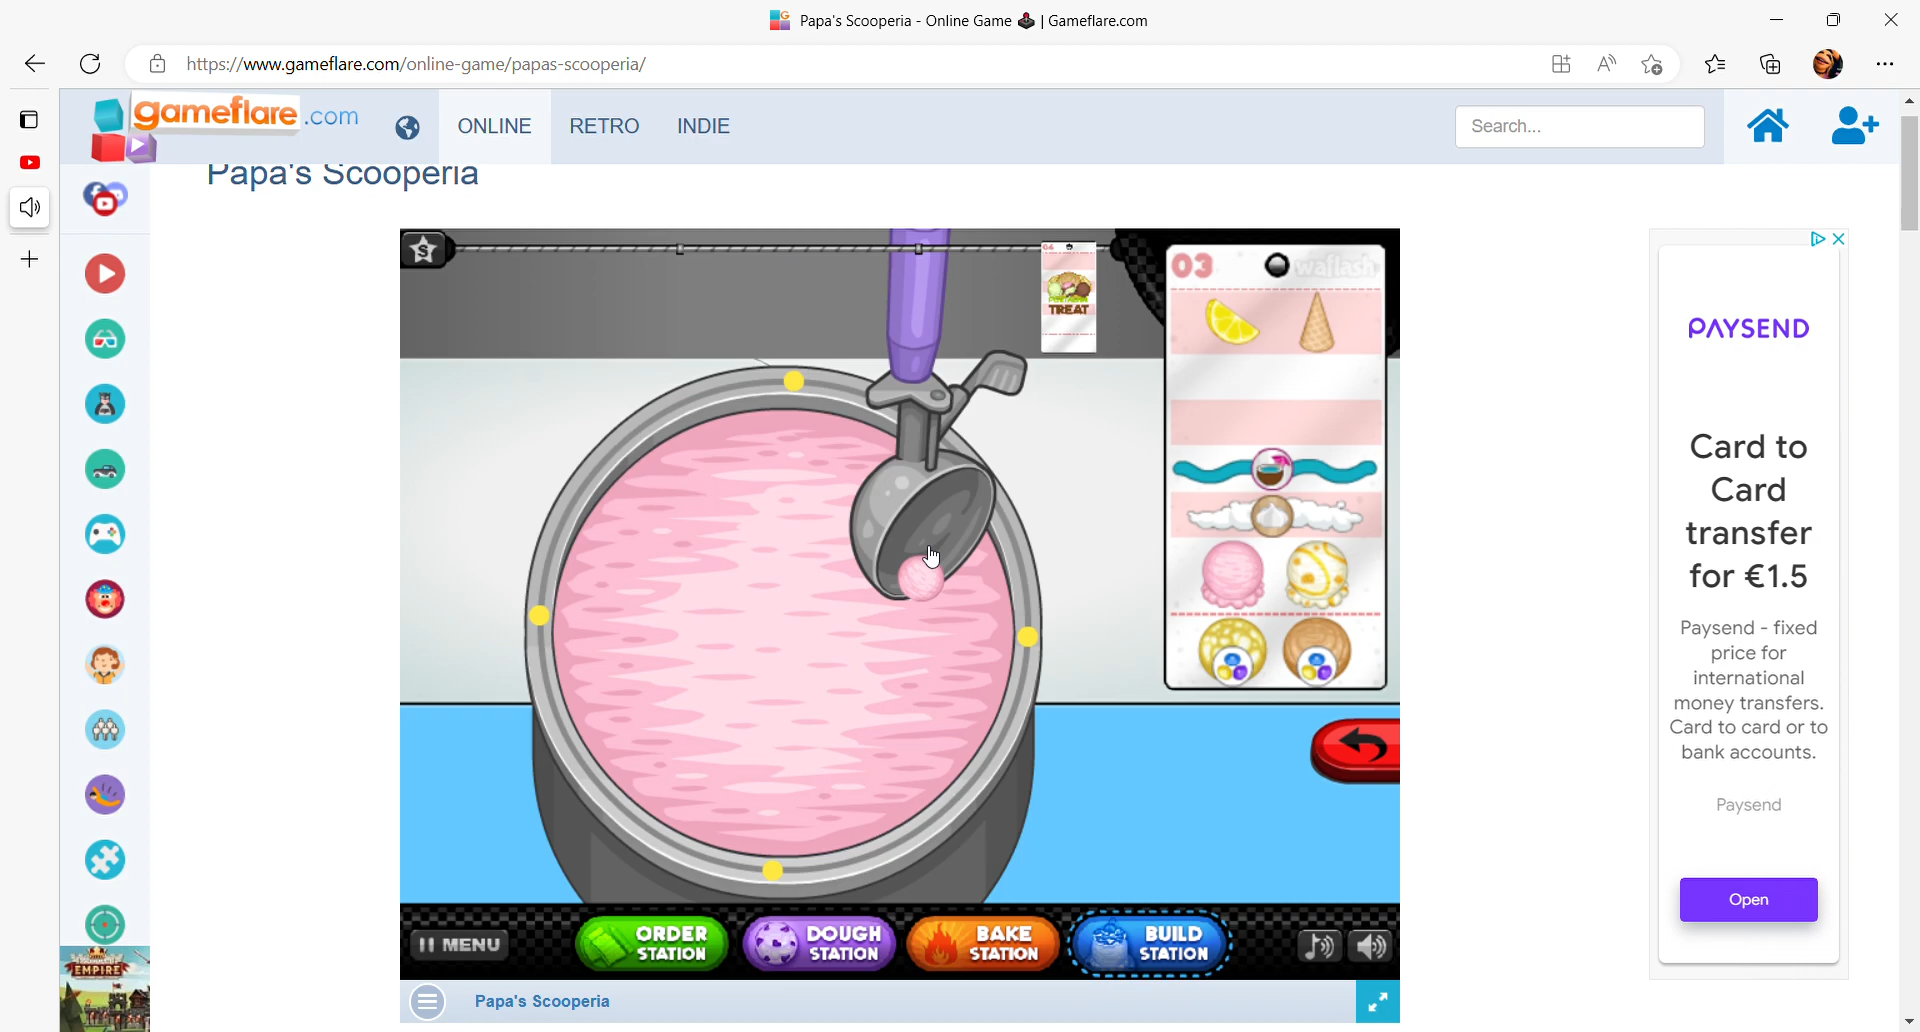 Papa's Scooperia - Online Game 🕹️ | Gameflare.com
https://www.gameflare.com/online-game/papas-scooperia/
gameflare.com
ONLINE
RETRO
INDIE
Search...
Papa's Scooperia
S
04
TREAT
03
waflash
PAYSEND
Card to
Card
transfer
for €1.5
Paysend - fixed
price for
international
money transfers.
Card to card or to
bank accounts.
Paysend
Open
MENU
ORDER
STATION
DOUGH
STATION
BAKE
STATION
BUILD
STATION
EMPIRE
Papa's Scooperia